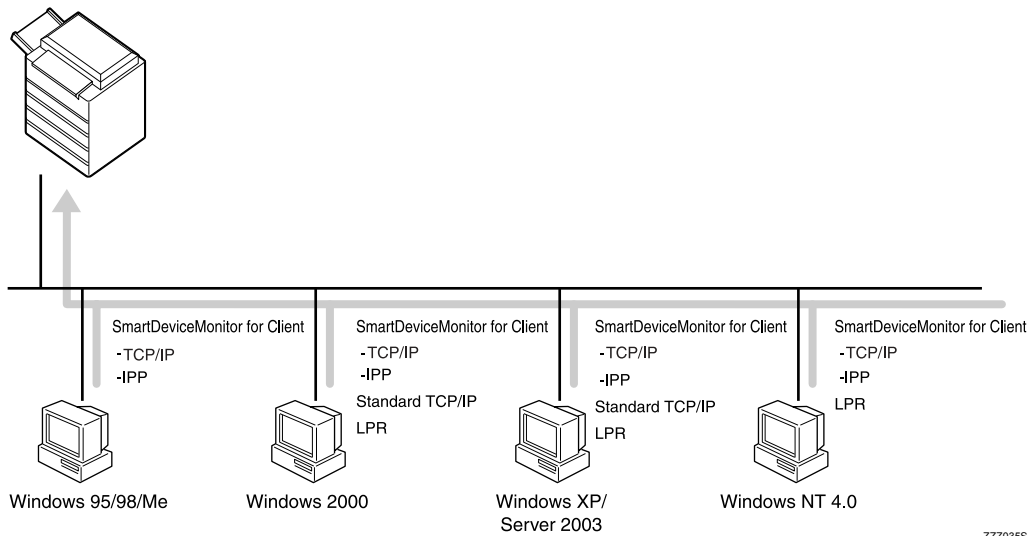 SmartDeviceMonitor for Client
-TCP/IP
-IPP
Windows 95/98/Me
SmartDeviceMonitor for Client
-TCP/IP
-IPP
Standard TCP/IP
LPR
Windows 2000
SmartDeviceMonitor for Client
-TCP/IP
-IPP
Standard TCP/IP
LPR
Windows XP/
Server 2003
SmartDeviceMonitor for Client
-TCP/IP
-IPP
LPR
Windows NT 4.0
ZZZ035S